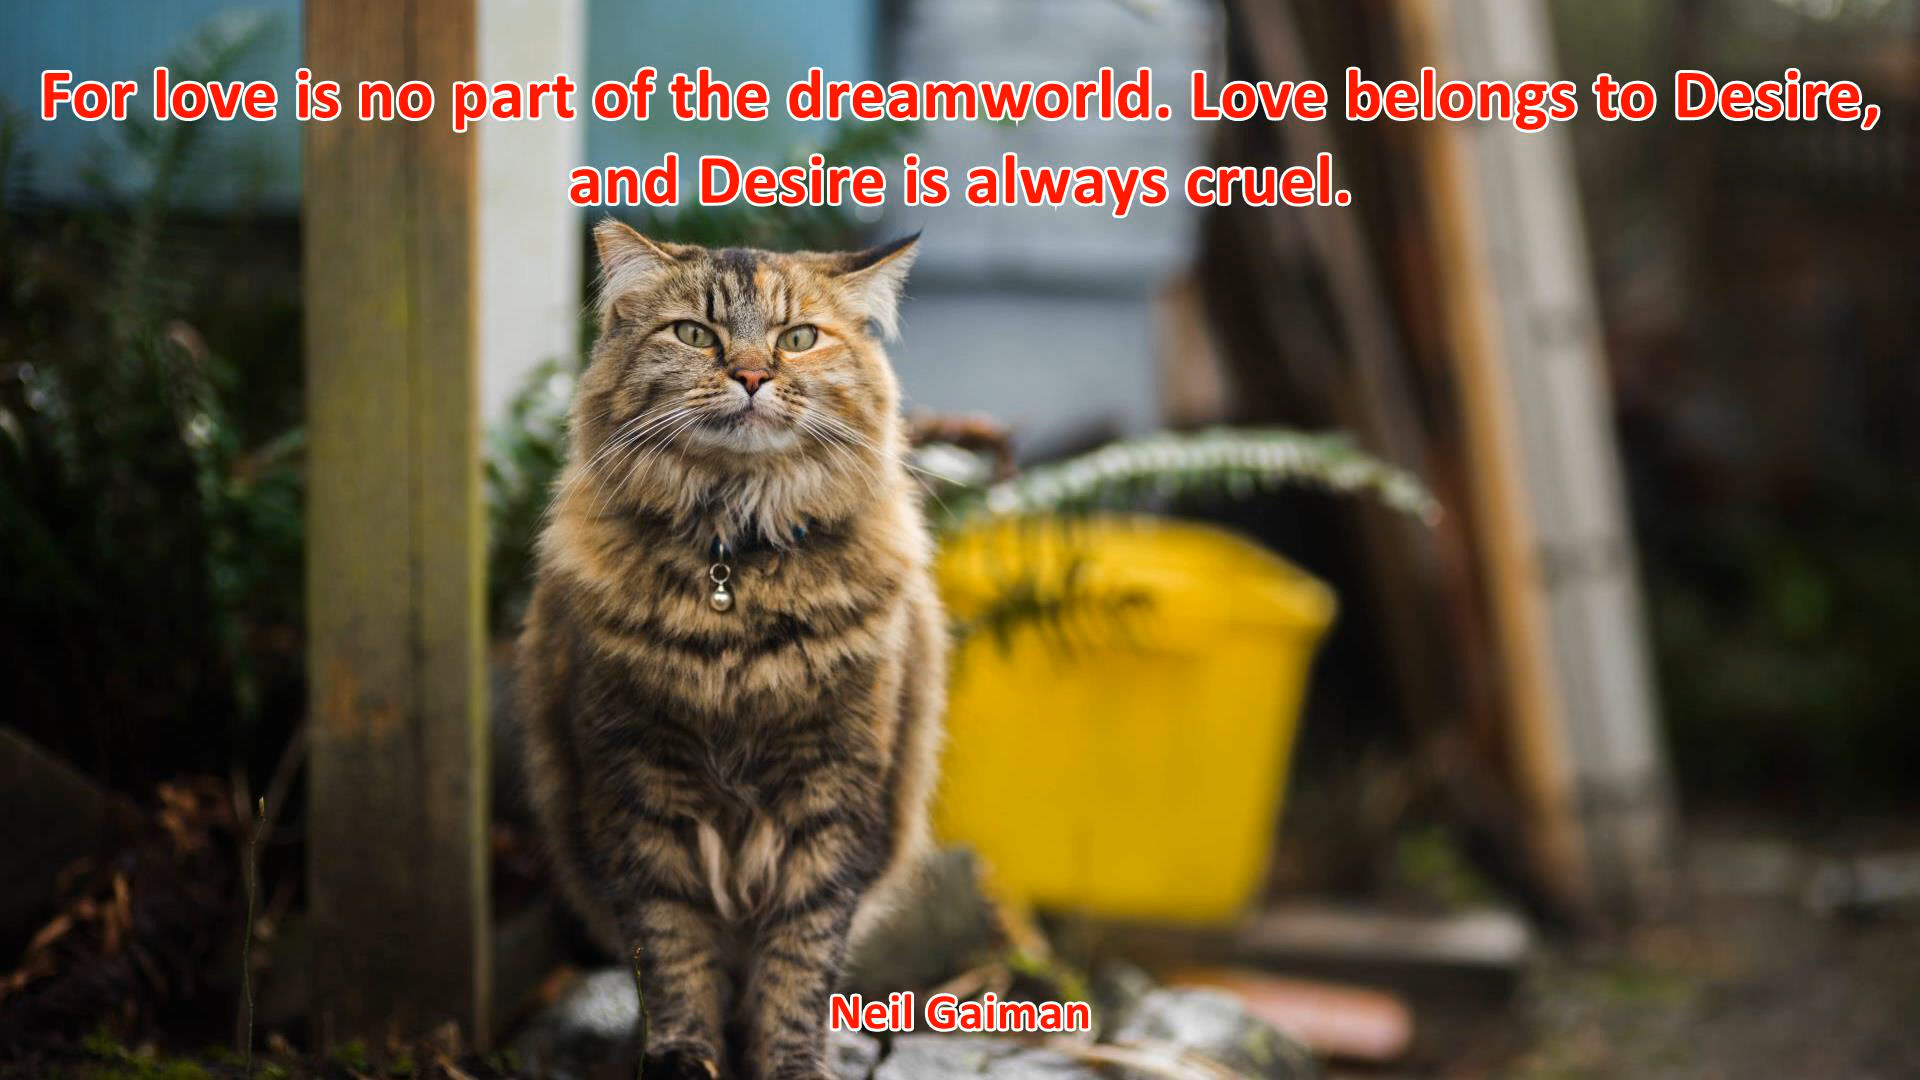 For love is no part of the dreamworld. Love belongs to Desire,
and Desire is always cruel.
Neil Gaiman